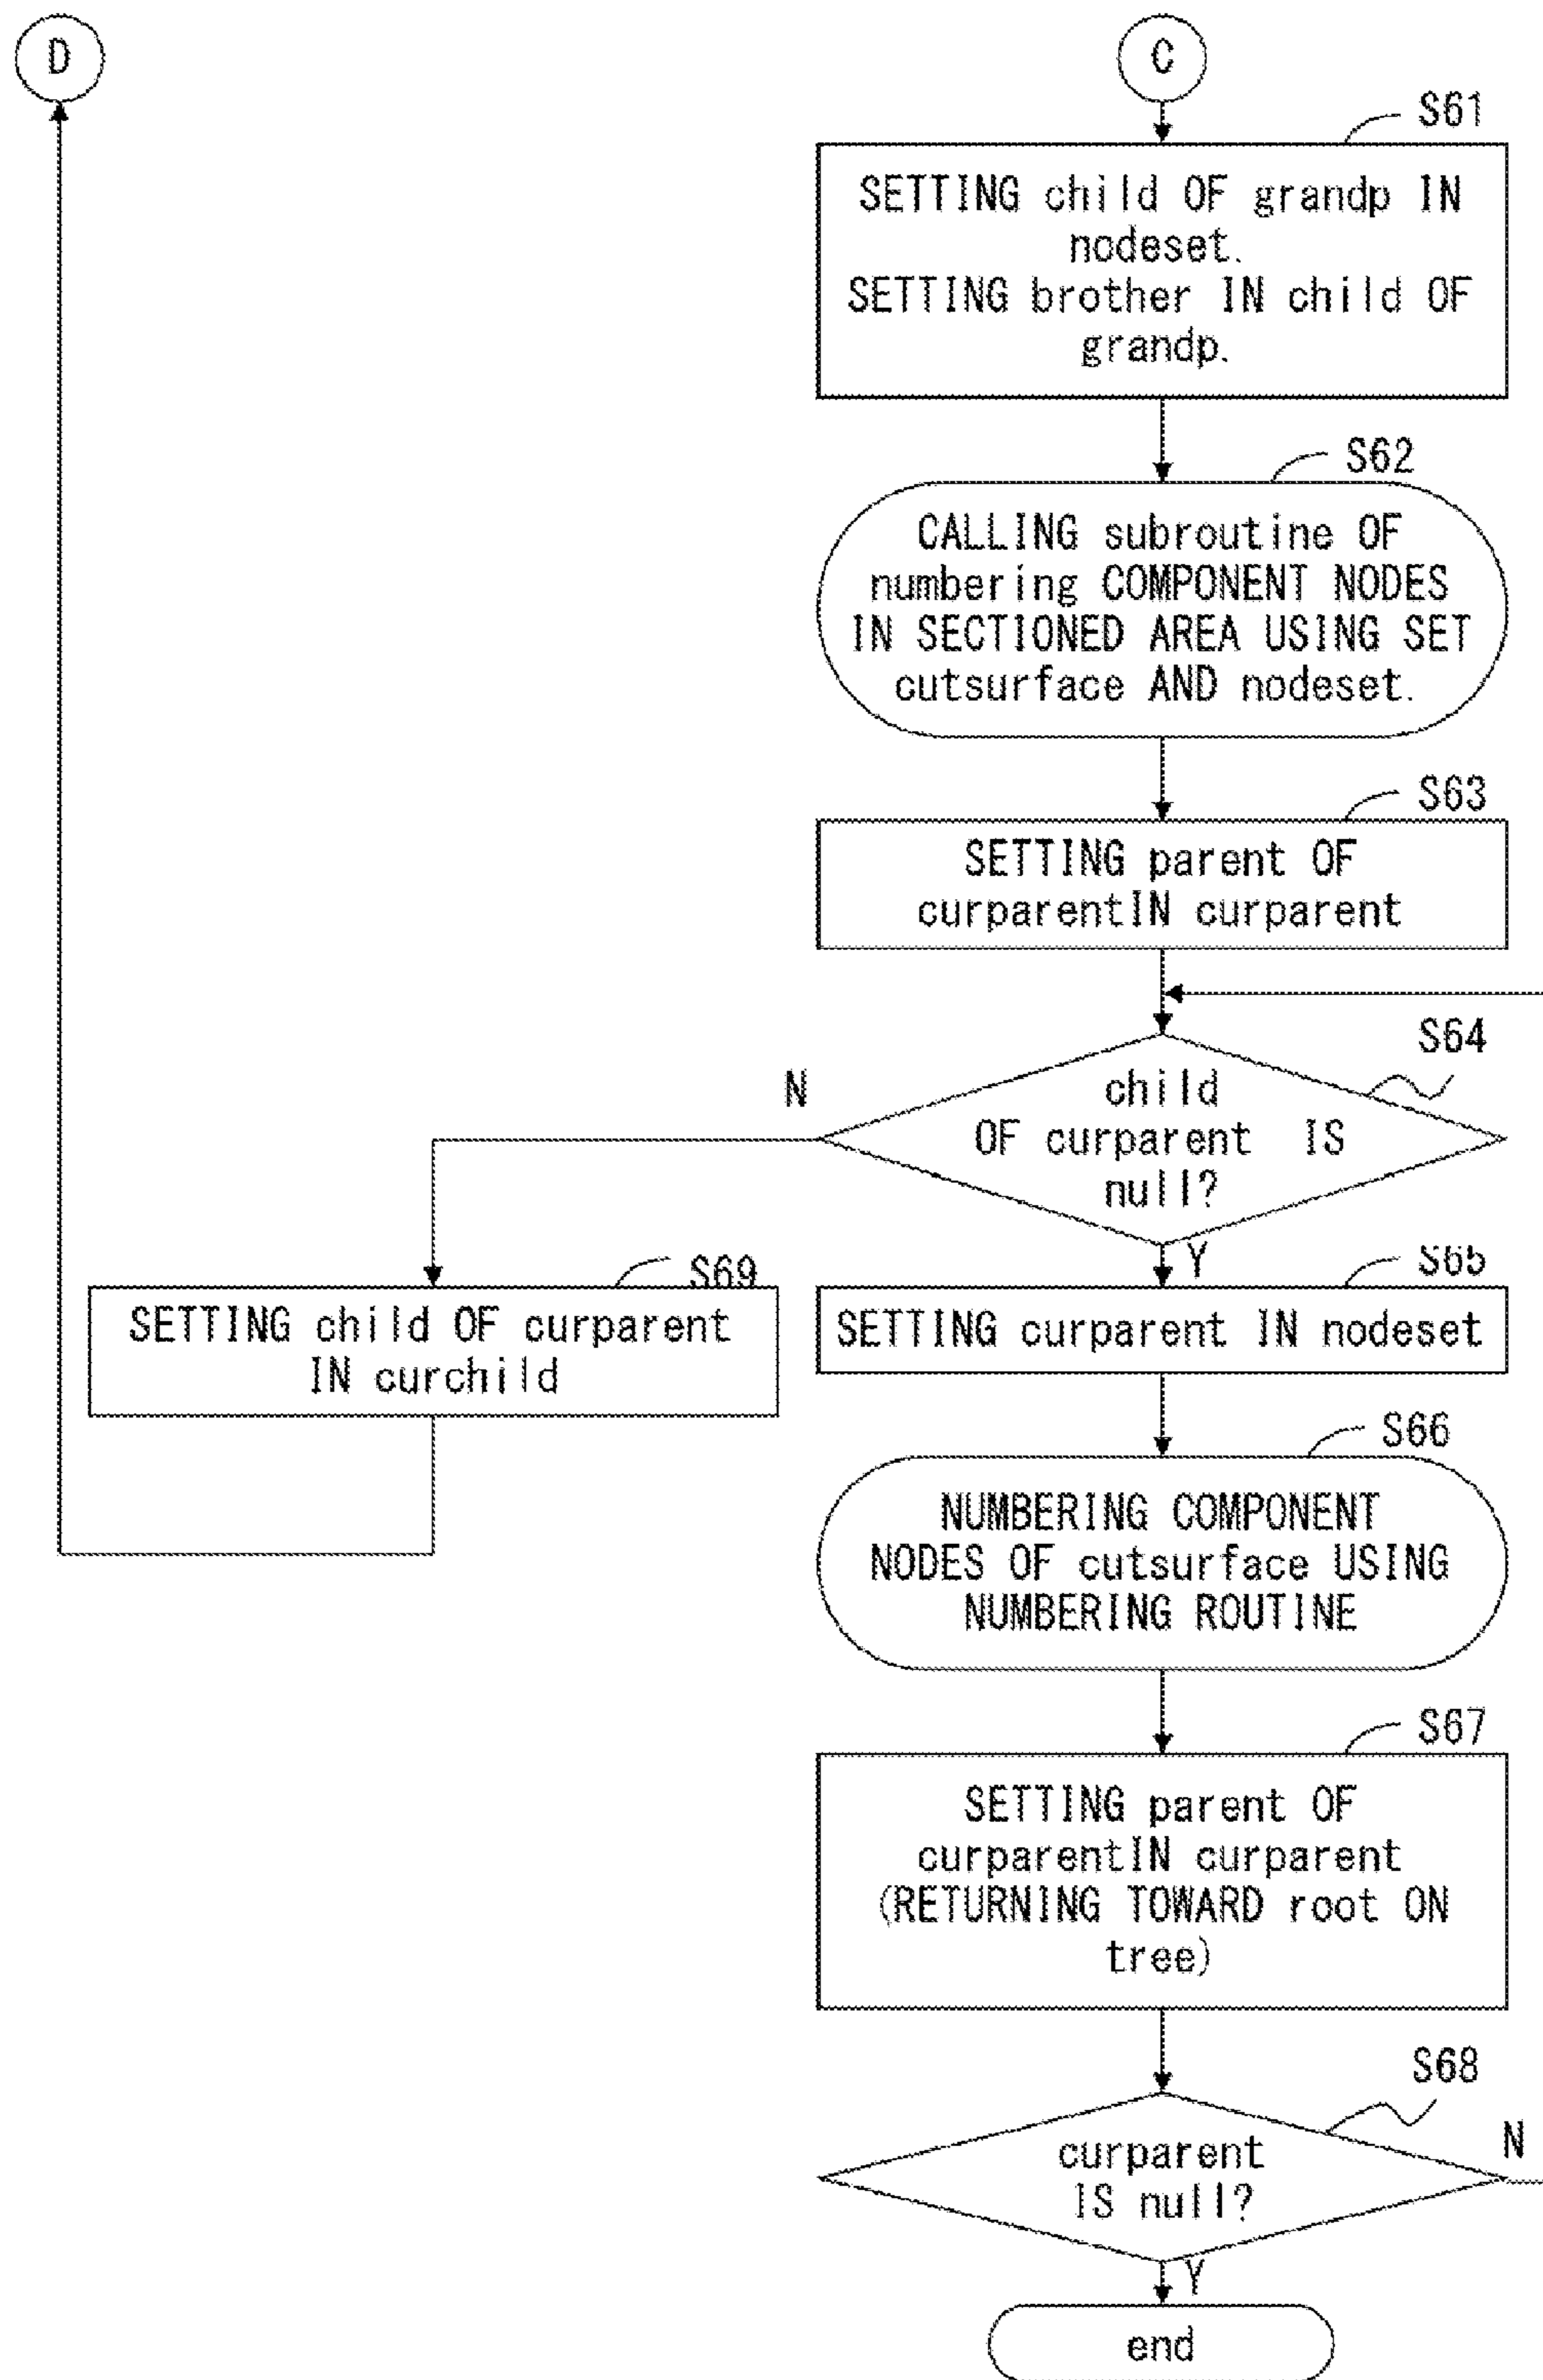 D
C
S61
SETTING child OF grandp IN
nodeset.
SETTING brother IN child OF
grandp.
S62
CALLING subroutine OF
numbering COMPONENT NODES
IN SECTIONED AREA USING SET
cutsurface AND nodeset.
S63
SETTING parent OF
curparentIN curparent
S64
N
child
OF curparent IS
null?
Y
S69
S65
SETTING child OF curparent
IN curchild
SETTING curparent IN nodeset
S66
NUMBERING COMPONENT
NODES OF cutsurface USING
NUMBERING ROUTINE
S67
SETTING parent OF
curparentIN curparent
(RETURNING TOWARD root ON
tree)
S68
N
curparent
IS null?
Y
end